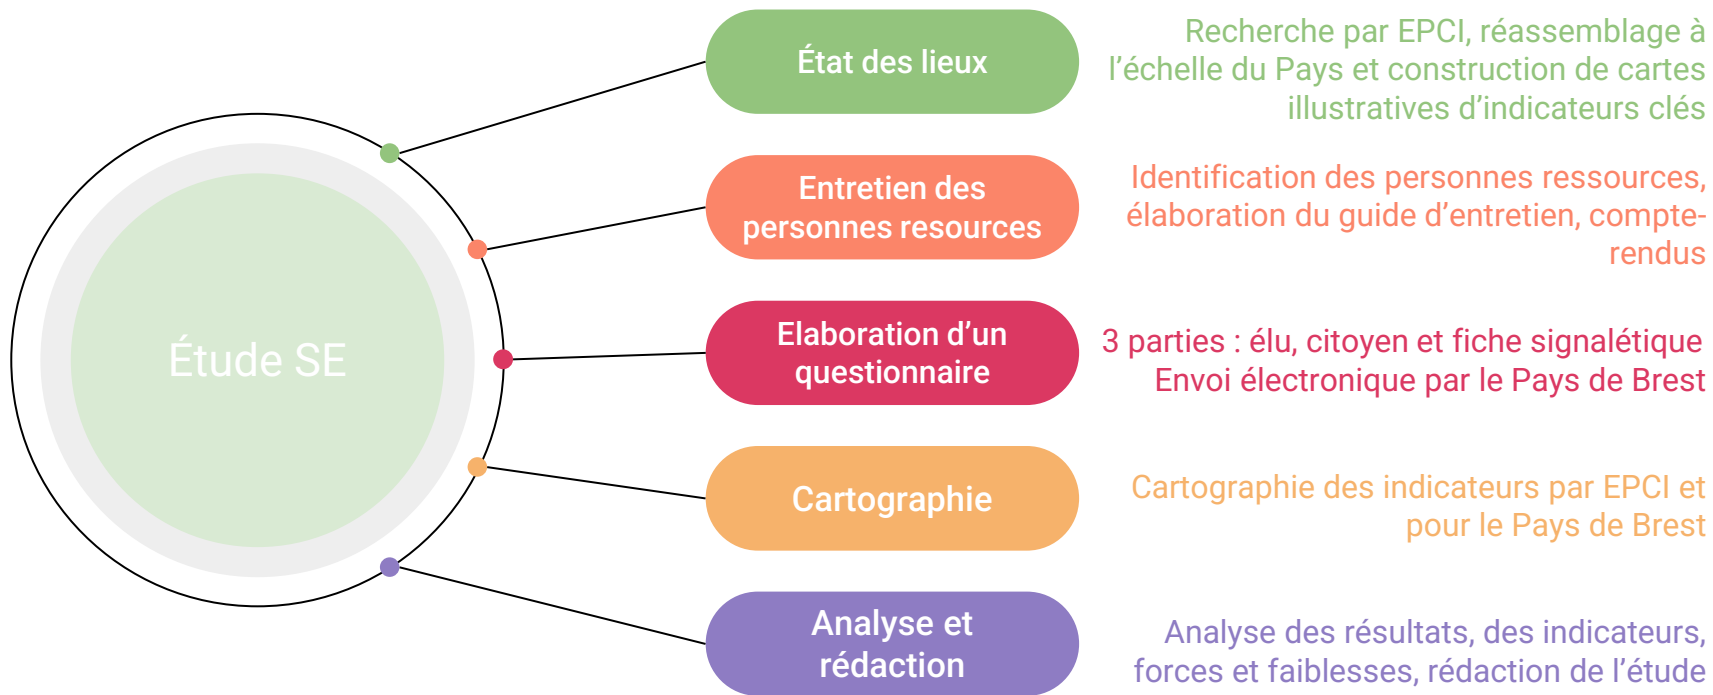 Étude SE
État des lieux
Recherche par EPCI, réassemblage à
l’échelle du Pays et construction de cartes
illustratives d’indicateurs clés
Entretien des
personnes resources
Identification des personnes ressources,
élaboration du guide d’entretien, compte-
rendus
Elaboration d’un
questionnaire
3 parties : élu, citoyen et fiche signalétique
Envoi électronique par le Pays de Brest
Cartographie
Cartographie des indicateurs par EPCI et
pour le Pays de Brest
Analyse et
rédaction
Analyse des résultats, des indicateurs,
forces et faiblesses, rédaction de l’étude